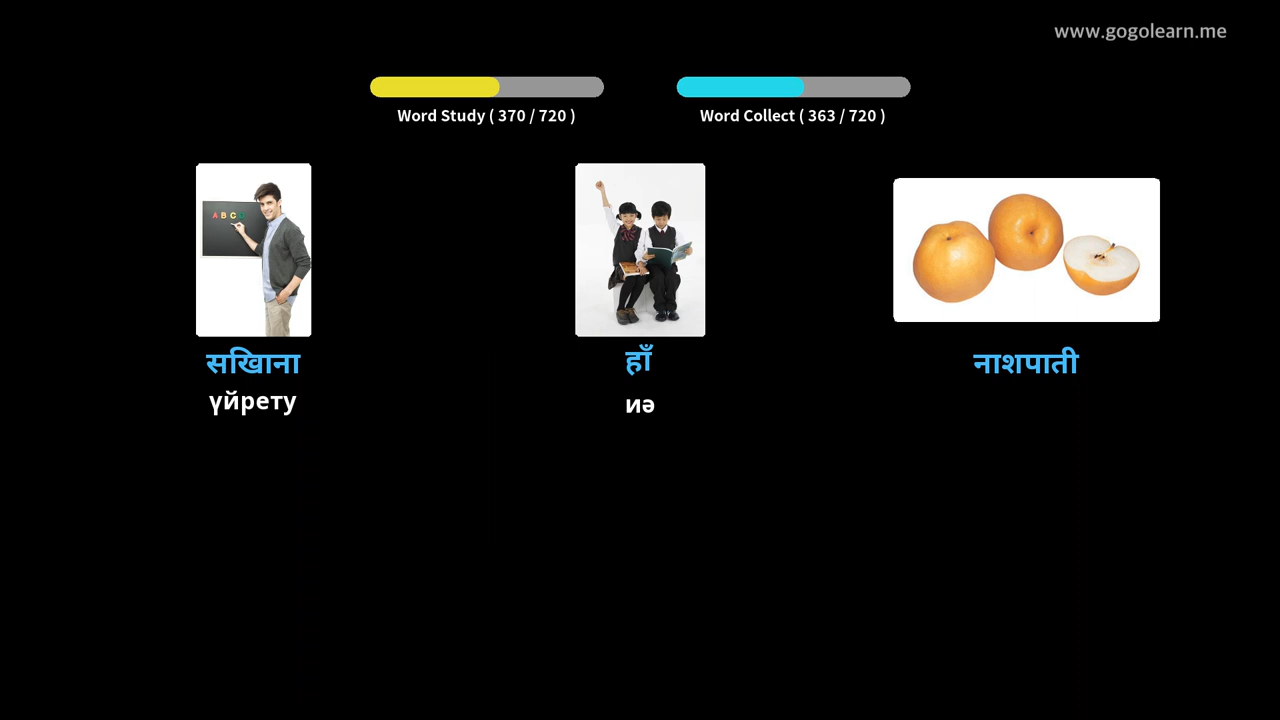 www.gogolearn.me
Word Study ( 370 / 720 )
Word Collect ( 363 / 720 )
A B C D
सखिाना
हाँ
नाशपाती
үйрету
иә